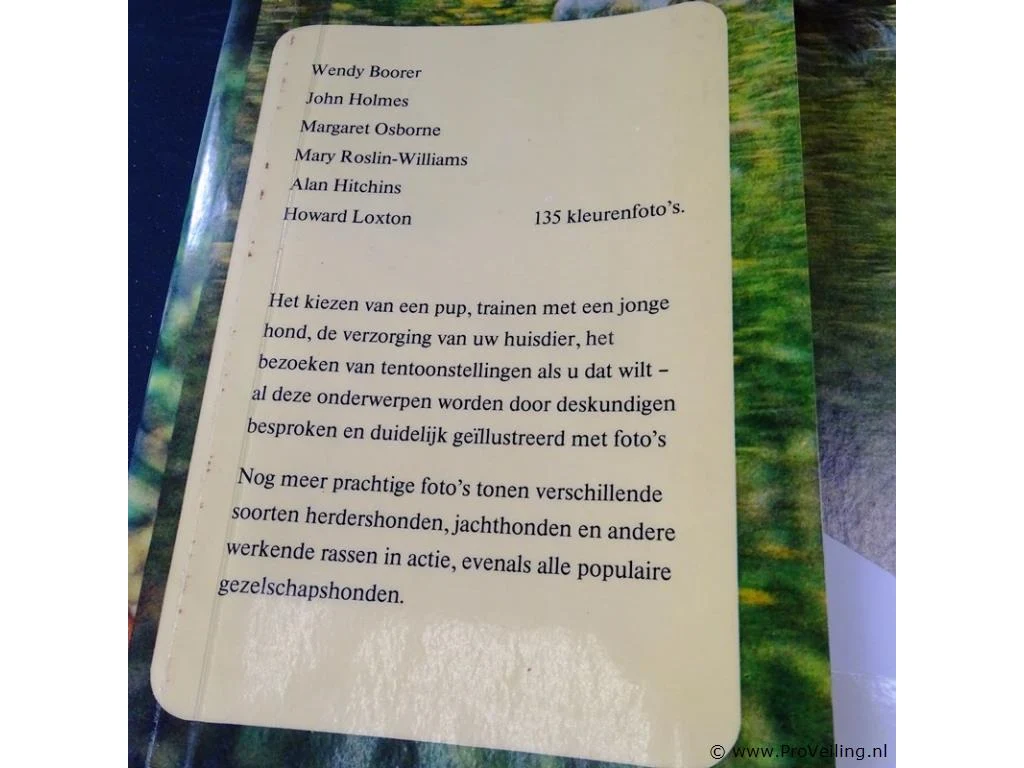 Wendy Boorer
John Holmes
Margaret Osborne
Mary Roslin-Williams
Alan Hitchins
Howard Loxton
135 kleurenfoto's.
Het kiezen van een pup, trainen met een jonge
hond, de verzorging van uw huisdier, het
bezoeken van tentoonstellingen als u dat wilt –
al deze onderwerpen worden door deskundigen
besproken en duidelijk geïllustreerd met foto's
Nog meer prachtige foto's tonen verschillende
soorten herdershonden, jachthonden en andere
werkende rassen in actie, evenals alle populaire
gezelschapshonden.
© www.ProVeiling.nl